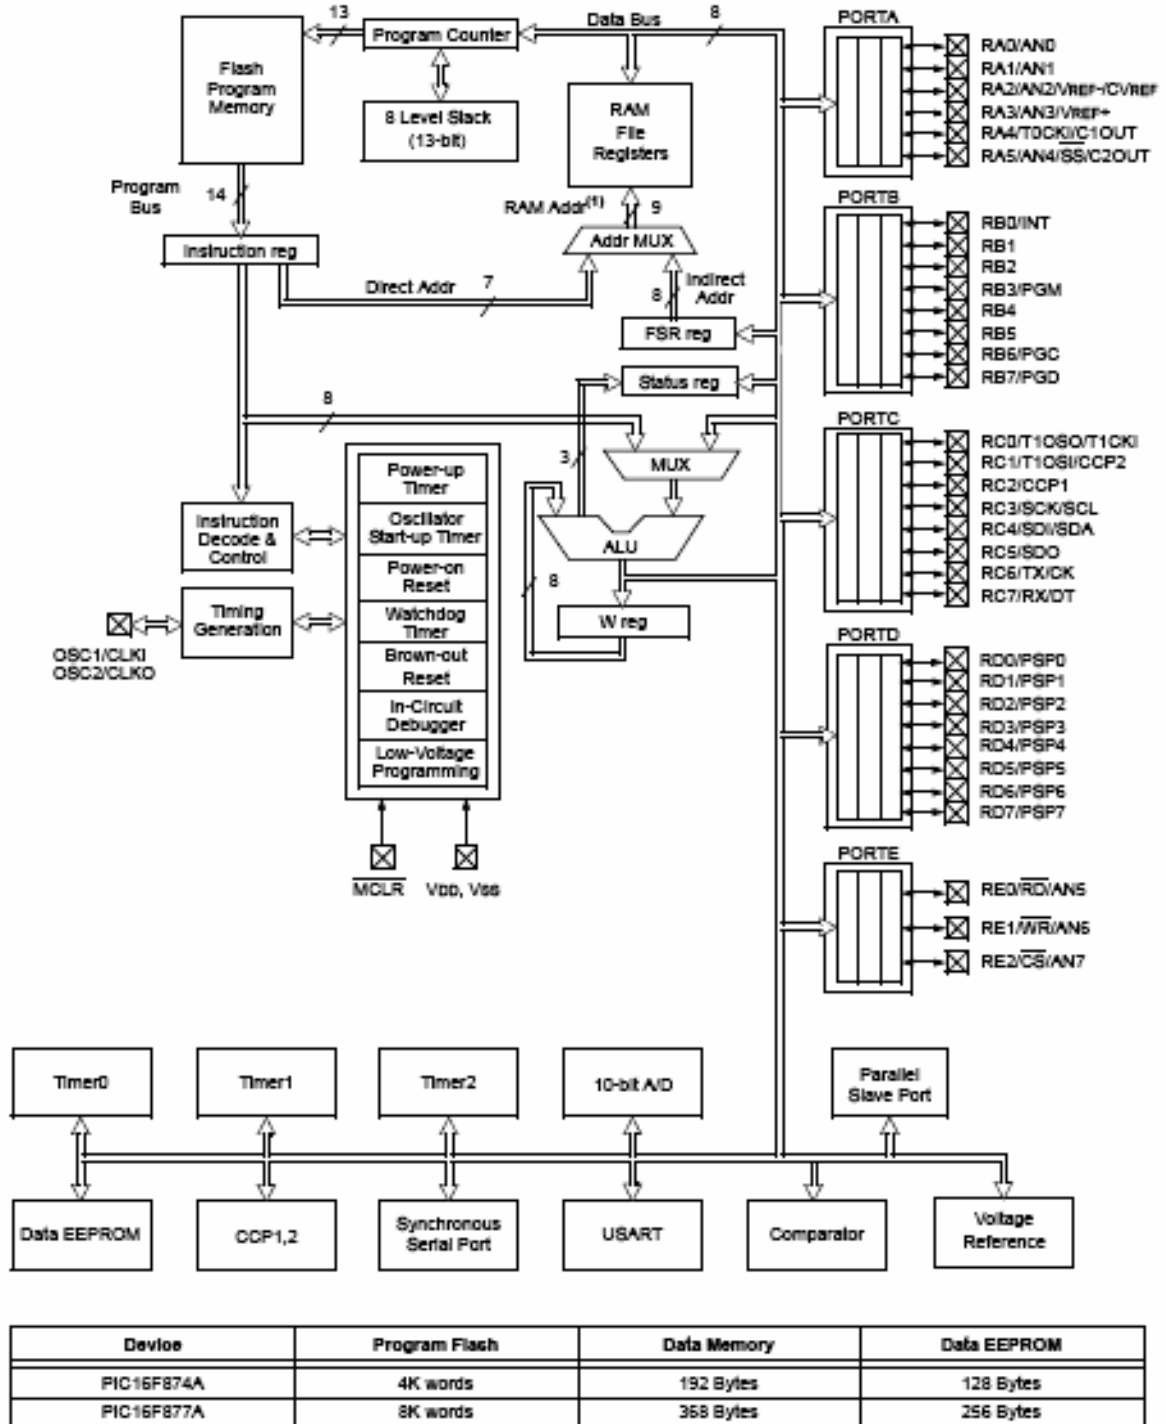 13
Data Bus
8
PORTA
Program Counter
Flash
Program
Memory
8 Level Stack
(13-bit)
RAM
File
Registers
RA0/AN0
RA1/AN1
RA2/AN2/VREF-/CVREF
RA3/AN3/VREF+
RA4/T0CKI/C1OUT
RA5/AN4/SS/C2OUT
Program
Bus
14
RAM Addr(1)
9
PORTB
Instruction reg
Addr MUX
Direct Addr
7
8
Indirect
Addr
FSR reg
Status reg
RB0/INT
RB1
RB2
RB3/PGM
RB4
RB5
RB6/PGC
RB7/PGD
8
3
MUX
PORTC
Power-up
Timer
Oscillator
Start-up Timer
Power-on
Reset
Watchdog
Timer
Brown-out
Reset
In-Circuit
Debugger
Low-Voltage
Programming
Instruction
Decode &
Control
Timing
Generation
OSC1/CLKI
OSC2/CLKO
ALU
8
W reg
RC0/T1OSO/T1CKI
RC1/T1OSI/CCP2
RC2/CCP1
RC3/SCK/SCL
RC4/SDI/SDA
RC5/SDO
RC6/TX/CK
RC7/RX/DT
PORTD
RD0/PSP0
RD1/PSP1
RD2/PSP2
RD3/PSP3
RD4/PSP4
RD5/PSP5
RD6/PSP6
RD7/PSP7
MCLR
VDD, VSS
PORTE
RE0/RD/AN5
RE1/WR/AN6
RE2/CS/AN7
Timer0
Timer1
Timer2
10-bit A/D
Parallel
Slave Port
Data EEPROM
CCP1,2
Synchronous
Serial Port
USART
Comparator
Voltage
Reference
Device Program Flash Data Memory Data EEPROM
PIC16F874A 4K words 192 Bytes 128 Bytes
PIC16F877A 8K words 368 Bytes 256 Bytes